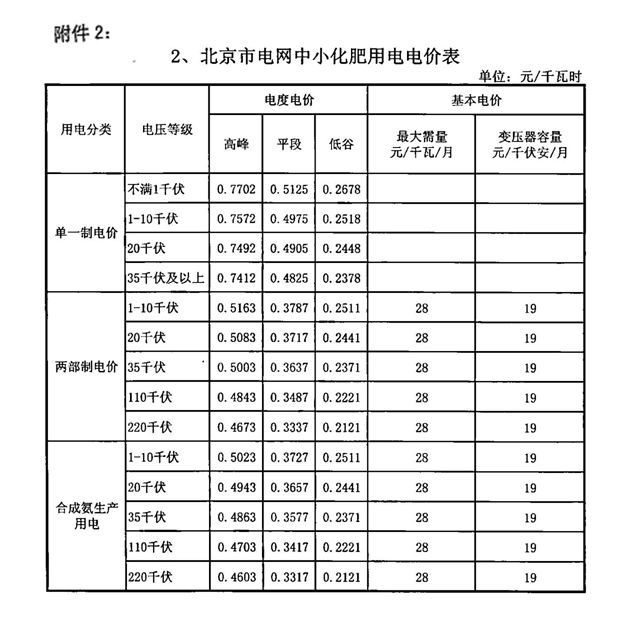 附件2：
2、北京市电网中小化肥用电电价表
单位：元/千瓦时
用电分类 电压等级 电度电价 基本电价
高峰 平段 低谷 最大需量 元/千瓦/月 变压器容量 元/千伏安/月
单一制电价
不满1千伏 0.7702 0.5125 0.2678
1-10千伏 0.7572 0.4975 0.2518
20千伏 0.7492 0.4905 0.2448
35千伏及以上 0.7412 0.4825 0.2378
两部制电价
1-10千伏 0.5163 0.3787 0.2511 28 19
20千伏 0.5083 0.3717 0.2441 28 19
35千伏 0.5003 0.3637 0.2371 28 19
110千伏 0.4843 0.3487 0.2221 28 19
220千伏 0.4673 0.3337 0.2121 28 19
合成氨生产
用电
1-10千伏 0.5023 0.3727 0.2511 28 19
20千伏 0.4943 0.3657 0.2441 28 19
35千伏 0.4863 0.3577 0.2371 28 19
110千伏 0.4703 0.3417 0.2221 28 19
220千伏 0.4603 0.3317 0.2121 28 19